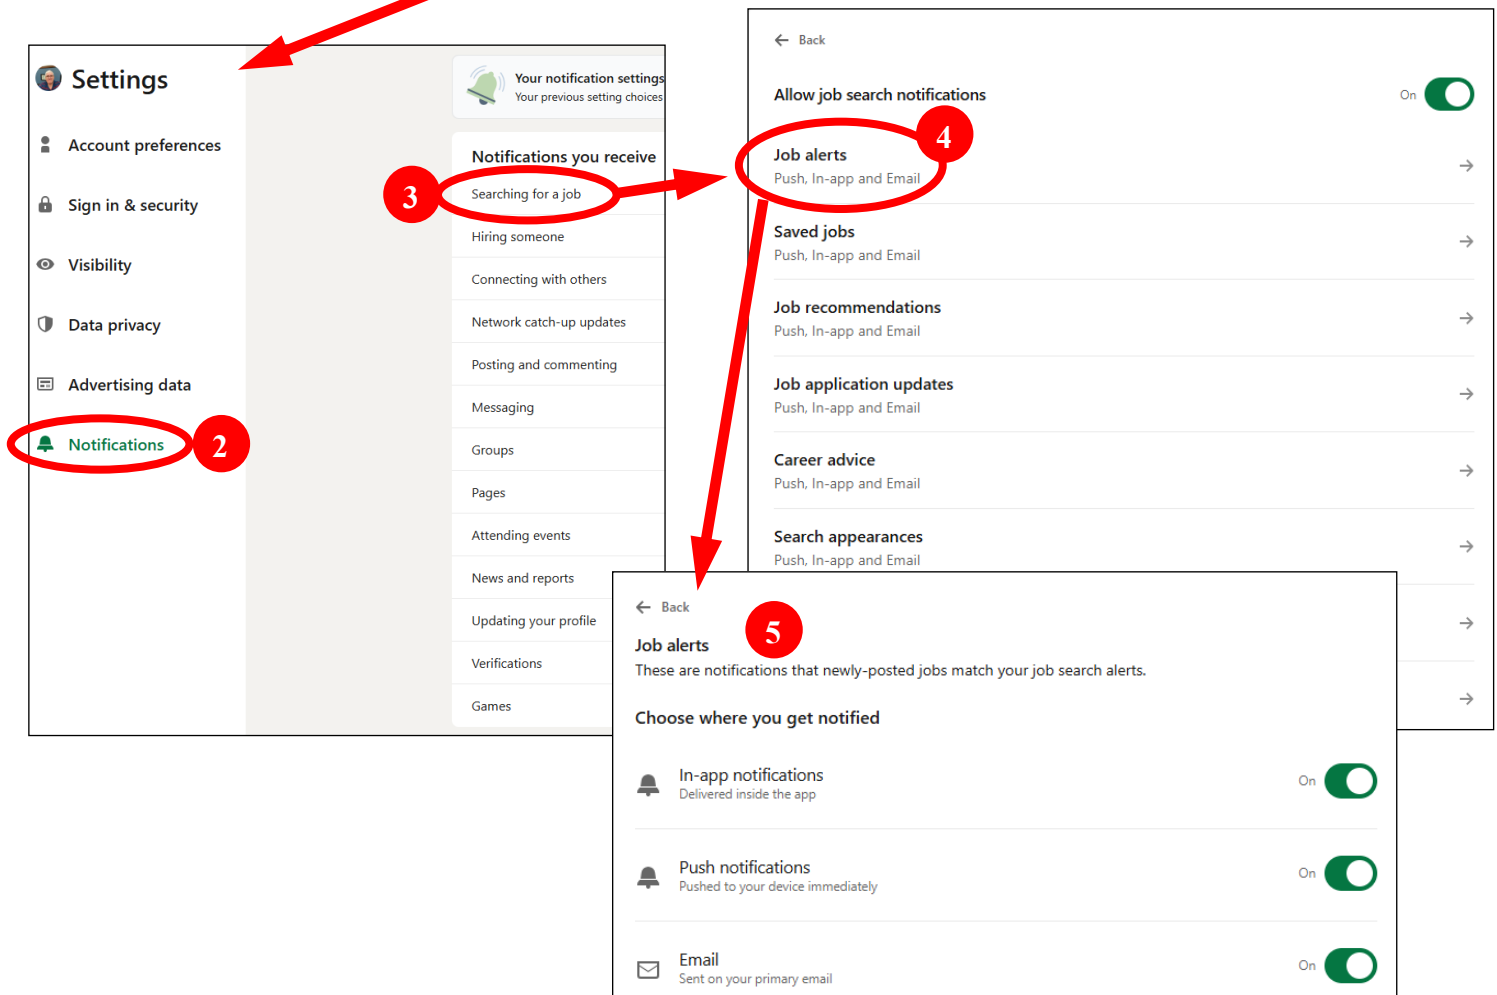 Settings
Account preferences
Sign in & security
Visibility
Data privacy
Advertising data
Notifications
2
Your notification settings
Your previous setting choices
Notifications you receive
3
Searching for a job
Hiring someone
Connecting with others
Network catch-up updates
Posting and commenting
Messaging
Groups
Pages
Attending events
News and reports
Updating your profile
Verifications
Games
Back
Allow job search notifications
On
4
Job alerts
Push, In-app and Email
Saved jobs
Push, In-app and Email
Job recommendations
Push, In-app and Email
Job application updates
Push, In-app and Email
Career advice
Push, In-app and Email
Search appearances
Push, In-app and Email
Back
5
Job alerts
These are notifications that newly-posted jobs match your job search alerts.
Choose where you get notified
In-app notifications
On
Delivered inside the app
Push notifications
On
Pushed to your device immediately
Email
On
Sent on your primary email